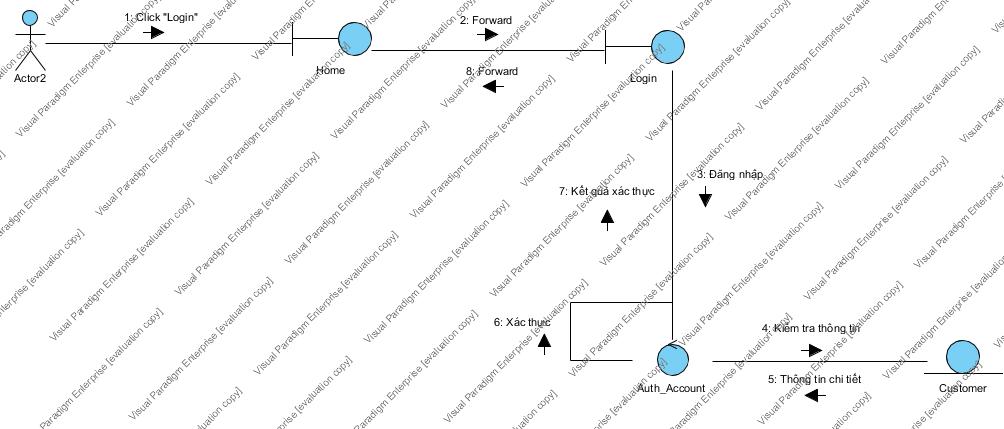 1: Click "Login"
2: Forward
Actor2
Home
8: Forward
Login
3: Đăng nhập
7: Kết quả xác thực
6: Xác thực
4: Kiểm tra thông tin
5: Thông tin chi tiết
Auth_Account
Customer
Visual Paradigm Enterprise [evaluation copy]